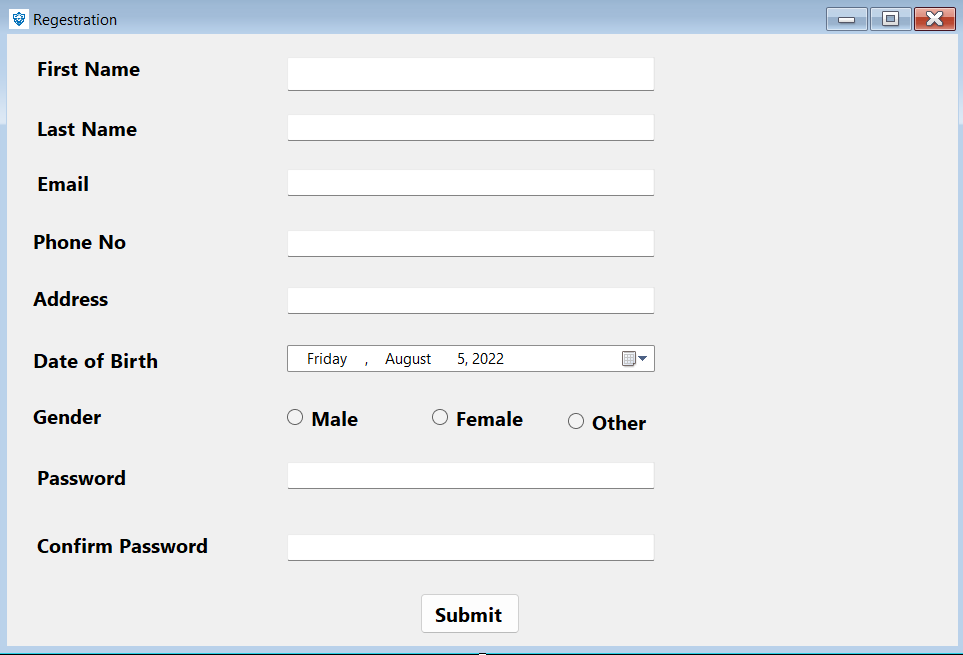 Regestration
First Name
Last Name
Email
Phone No
Address
Date of Birth Friday , August 5, 2022
Gender Male Female Other
Password
Confirm Password
Submit